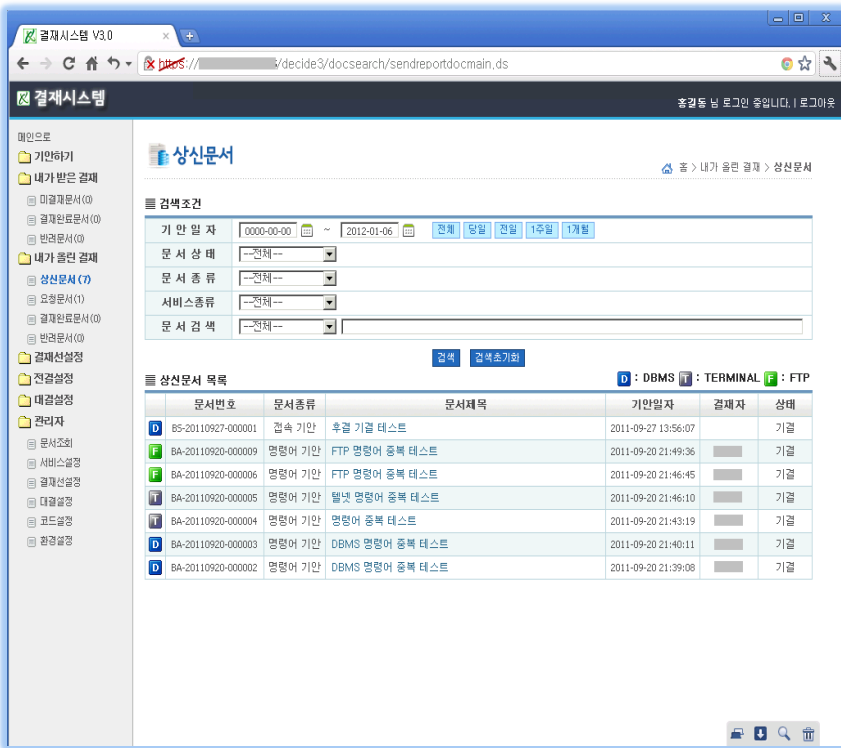 결재시스템 V3.0
https:// /decide3/docsearch/sendreportdocmain.ds
결재시스템
홍길동 님 로그인 중입니다. | 로그아웃
메인으로
기안하기
내가 받은 결재
미결재문서(0)
결재완료문서(0)
반려문서(0)
내가 올린 결재
상신문서 (7)
요청문서(1)
결재완료문서(0)
반려문서(0)
결재선설정
전결설정
대결설정
관리자
문서조회
서비스설정
결재선설정
대결설정
코드설정
환경설정
상신문서
홈 > 내가 올린 결재 > 상신문서
검색조건
기 안 일 자 0000-00-00 ~ 2012-01-06 전체 당일 전일 1주일 1개월
문 서 상 태 --전체--
문 서 종 류 --전체--
서비스종류 --전체--
문 서 검 색 --전체--
검색 검색초기화
상신문서 목록 D : DBMS T : TERMINAL F : FTP
문서번호 문서종류 문서제목 기안일자 결재자 상태
D BS-20110927-000001 접속 기안 후결 기결 테스트 2011-09-27 13:56:07 기결
F BA-20110920-000009 명령어 기안 FTP 명령어 중복 테스트 2011-09-20 21:49:36 기결
F BA-20110920-000006 명령어 기안 FTP 명령어 중복 테스트 2011-09-20 21:46:45 기결
T BA-20110920-000005 명령어 기안 텔넷 명령어 중복 테스트 2011-09-20 21:46:10 기결
T BA-20110920-000004 명령어 기안 명령어 중복 테스트 2011-09-20 21:43:19 기결
D BA-20110920-000003 명령어 기안 DBMS 명령어 중복 테스트 2011-09-20 21:40:11 기결
D BA-20110920-000002 명령어 기안 DBMS 명령어 중복 테스트 2011-09-20 21:39:08 기결